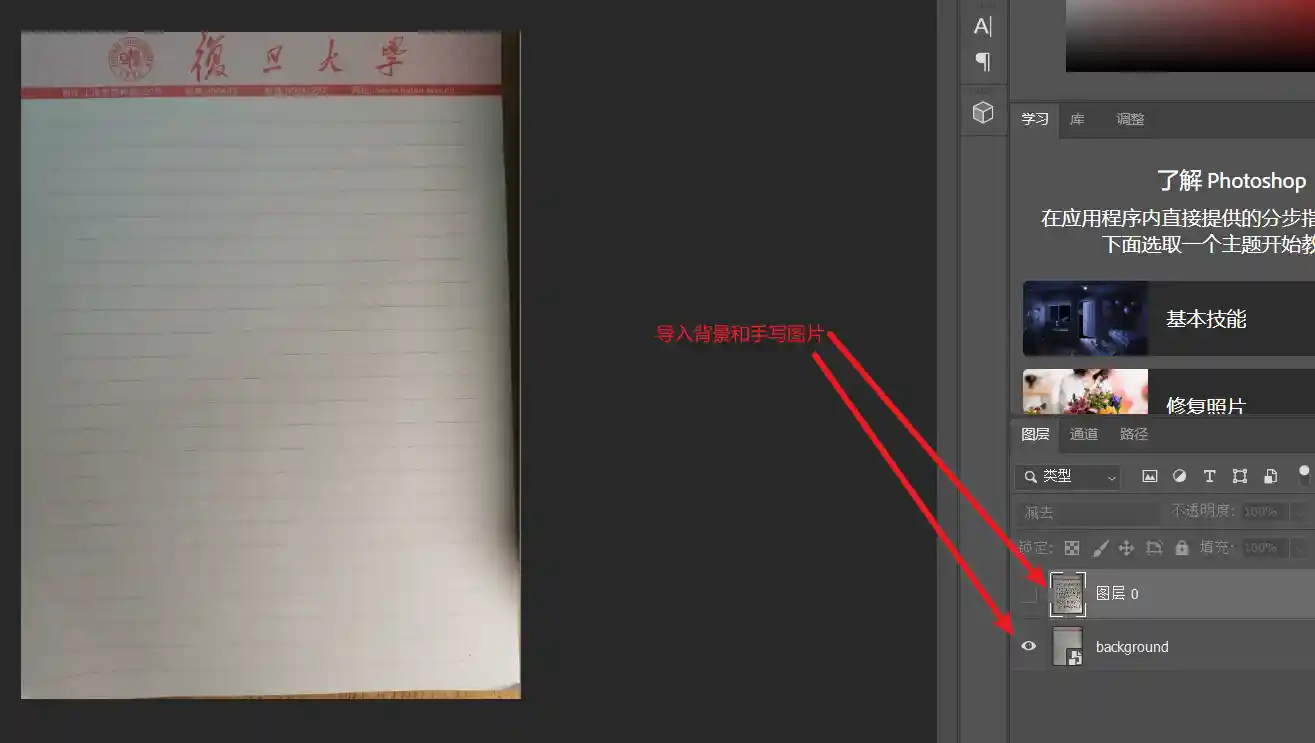 復旦大學
A
学习 库 调整
了解 Photoshop
在应用程序内直接提供的分步指
下面选取一个主题开始教
基本技能
修复照片
导入背景和手写图片
图层 通道 路径
类型
减去 不透明度: 100%
锁定: 填充: 100%
图层 0
background